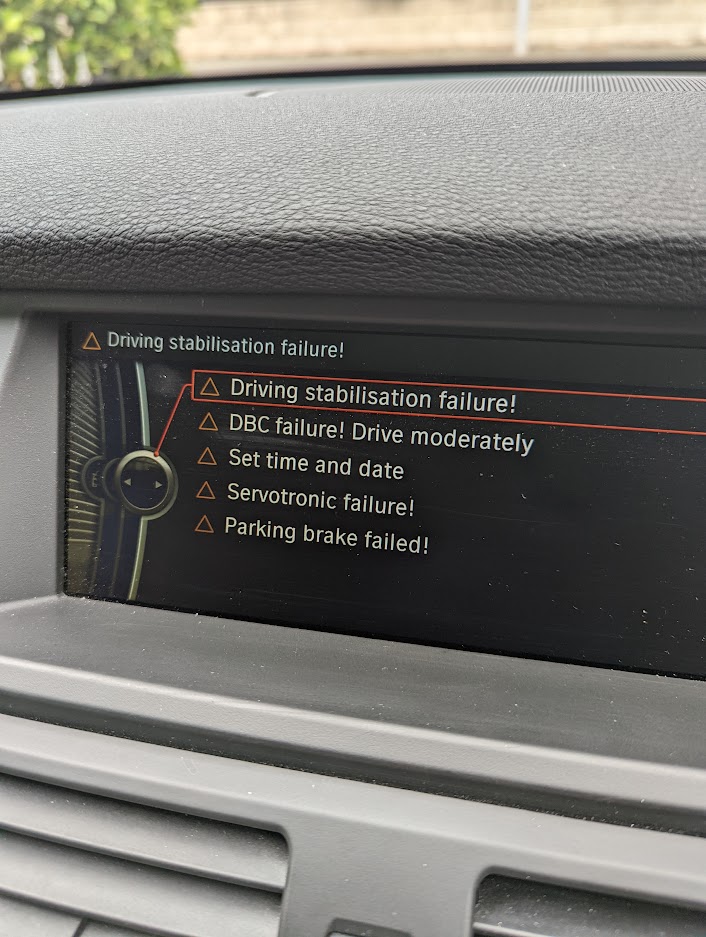 Driving stabilisation failure!
Driving stabilisation failure!
DBC failure! Drive moderately
Set time and date
Servotronic failure!
Parking brake failed!